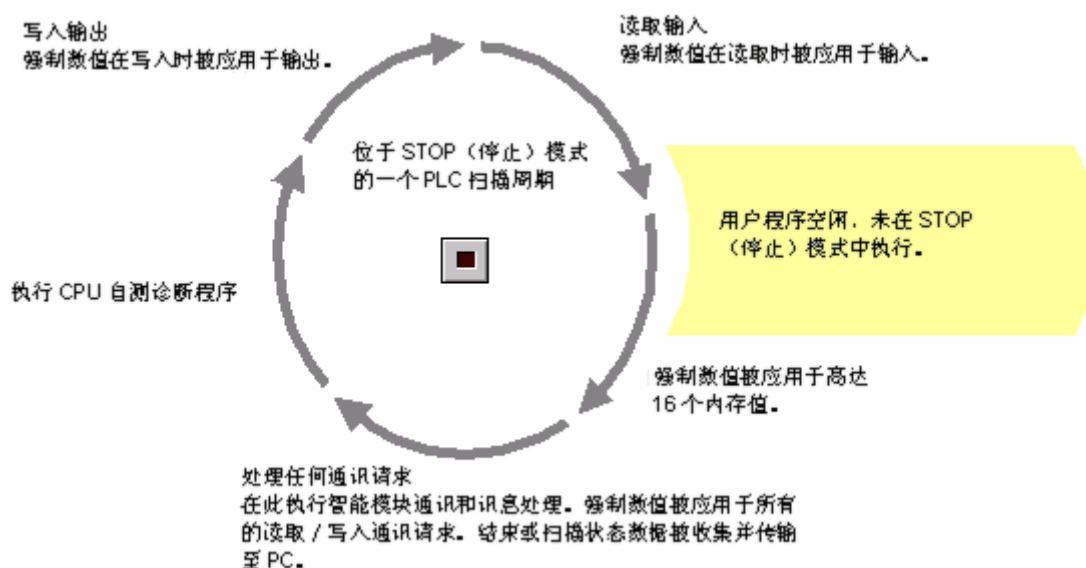 写入输出
强制数值在写入时被应用于输出。
读取输入
强制数值在读取时被应用于输入。
位于 STOP（停止）模式
的一个 PLC 扫描周期
用户程序空闲．未在 STOP
（停止）模式中执行。
执行 CPU 自测诊断程序
强制数值被应用于高达
16 个内存值。
处理任何通讯请求
在此执行智能模块通讯和讯息处理。强制数值被应用于所有
的读取 / 写入通讯请求。结束或扫描状态数据被收集并传输
至 PC。